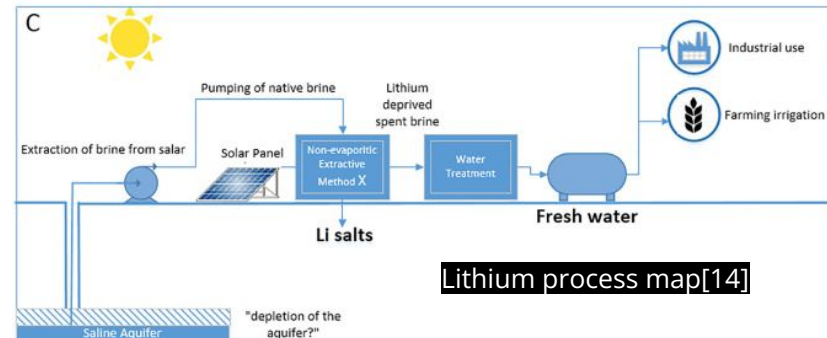 C
Industrial use
Pumping of native brine
Lithium
deprived
spent brine
Farming irrigation
Extraction of brine from salar
Solar Panel
Non-evaporitic
Extractive
Method X
Water
Treatment
Fresh water
Li salts
Lithium process map[14]
"depletion of the
aquifer?"
Saline Aquifer